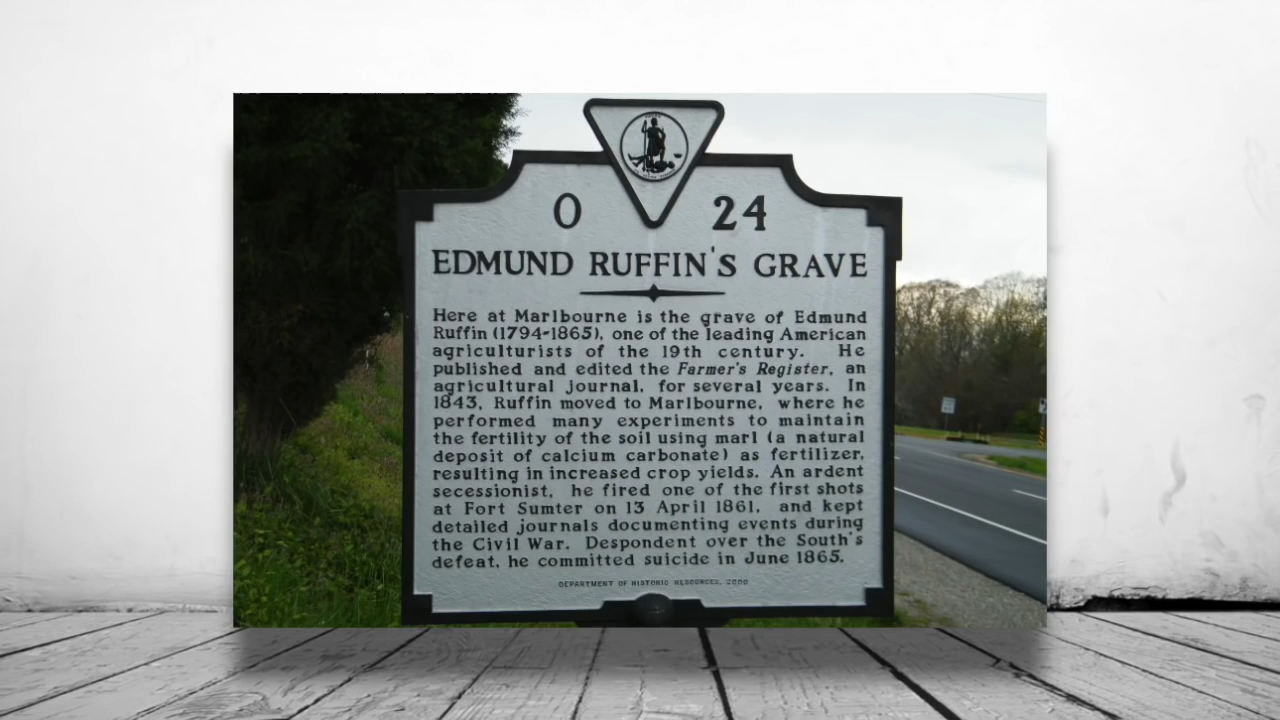 O 24
EDMUND RUFFIN'S GRAVE
Here at Marlbourne is the grave of Edmund
Ruffin (1794-1865), one of the leading American
agriculturists of the 19th century. He
published and edited the Farmer's Register, an
agricultural journal, for several years. In
1843, Ruffin moved to Marlbourne, where he
performed many experiments to maintain
the fertility of the soil using marl (a natural
deposit of calcium carbonate) as fertilizer,
resulting in increased crop yields. An ardent
secessionist, he fired one of the first shots
at Fort Sumter on 13 April 1861, and kept
detailed journals documenting events during
the Civil War. Despondent over the South's
defeat, he committed suicide in June 1865.
DEPARTMENT OF HISTORIC RESOURCES, 2000